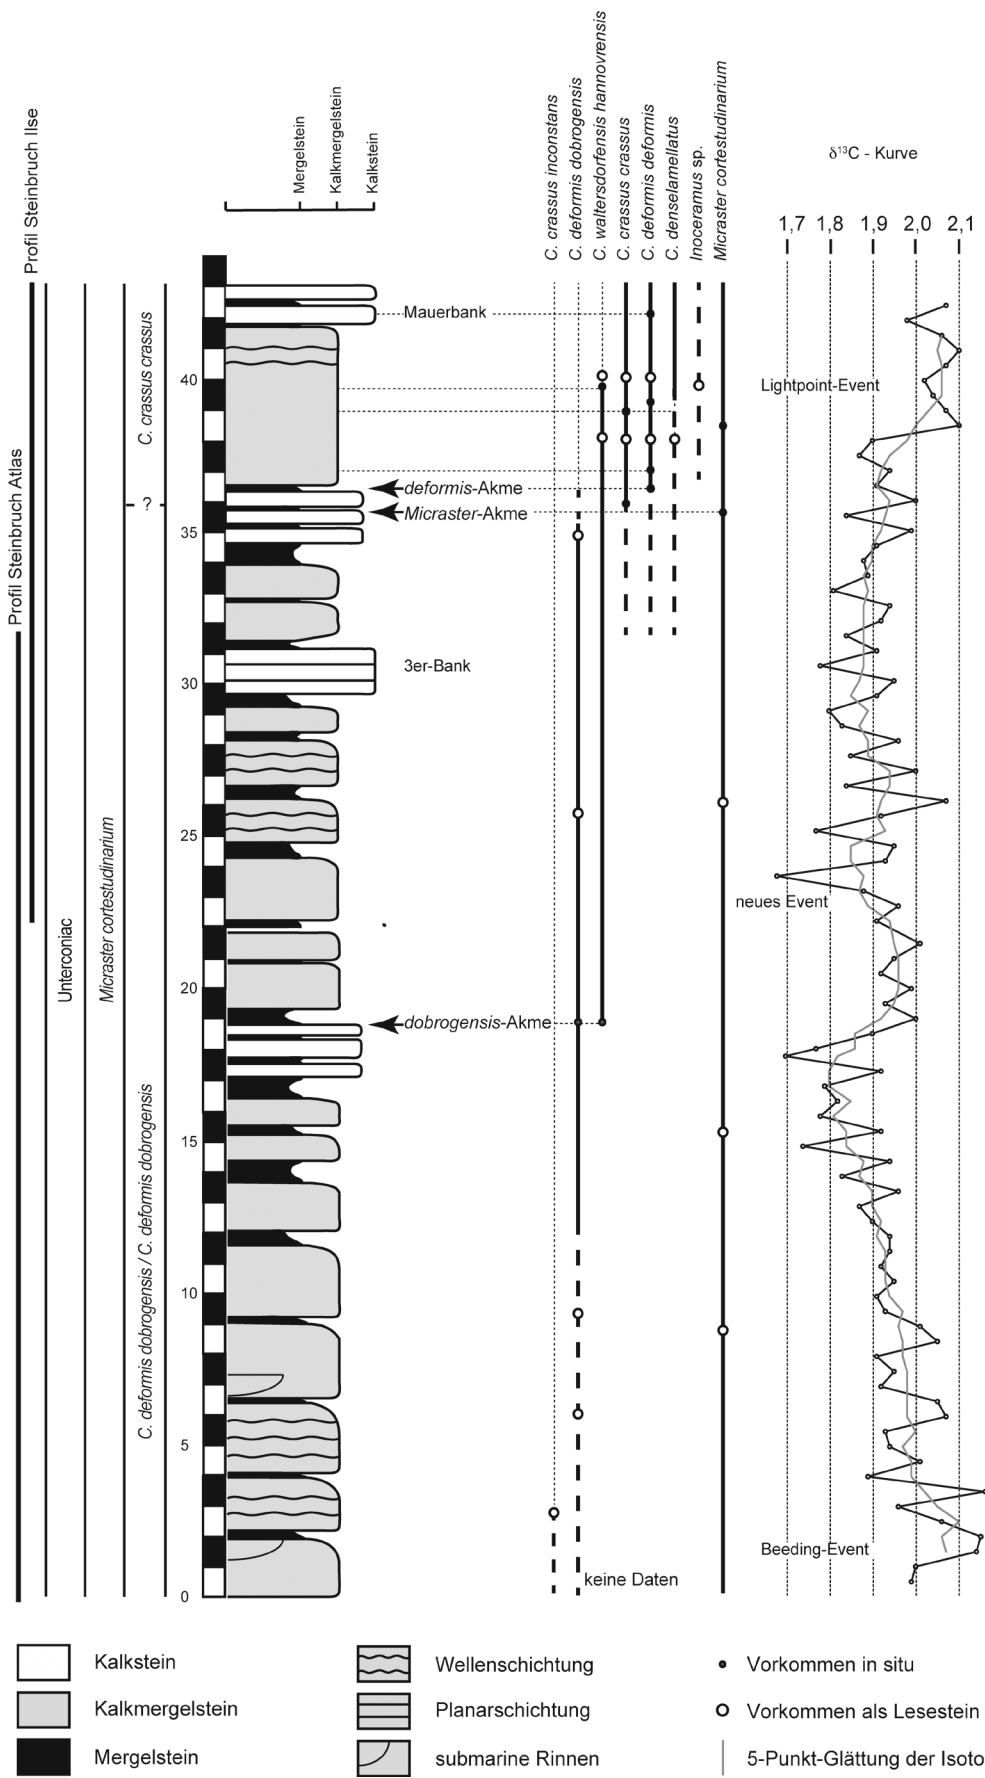 Profil Steinbruch Ilse
Profil Steinbruch Atlas
Unterconiac
Micraster cortestudinarium
C. crassus crassus
?
C. deformis dobrogensis / C. deformis dobrogensis
Mergelstein
Kalkmergelstein
Kalkstein
C. crassus inconstans
C. deformis dobrogensis
C. waltersdorfensis hannovrensis
C. crassus crassus
C. deformis deformis
C. denselamellatus
Inoceramus sp.
Micraster cortestudinarium
δ13C - Kurve
1,7 1,8 1,9 2,0 2,1
Mauerbank
40
Lightpoint-Event
deformis-Akme
Micraster-Akme
35
3er-Bank
30
25
neues Event
20
dobrogensis-Akme
15
10
5
Beeding-Event
keine Daten
0
Kalkstein
Wellenschichtung
Vorkommen in situ
Kalkmergelstein
Planarschichtung
Vorkommen als Lesestein
Mergelstein
submarine Rinnen
5-Punkt-Glättung der Isoto